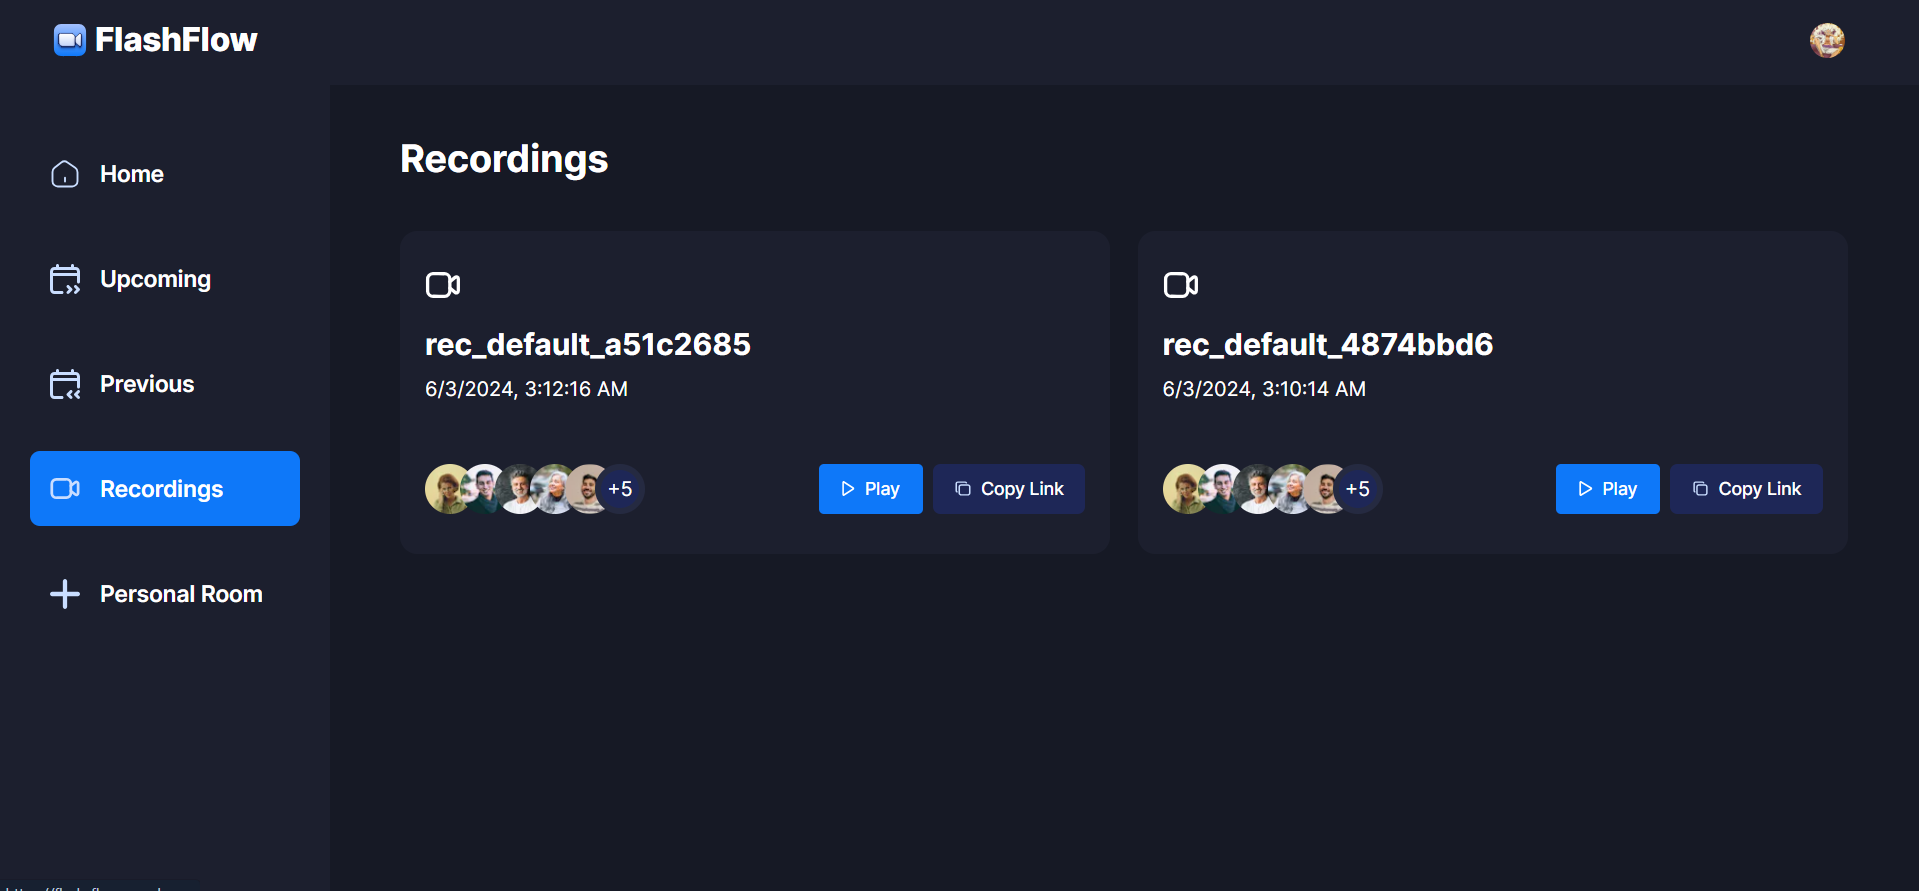 FlashFlow
Home
Upcoming
Previous
Recordings
Personal Room
Recordings
rec_default_a51c2685
6/3/2024, 3:12:16 AM
+5
Play
Copy Link
rec_default_4874bbd6
6/3/2024, 3:10:14 AM
+5
Play
Copy Link